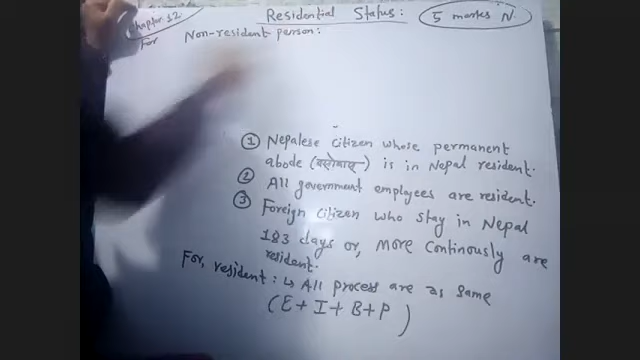 Chapter: 12
Residential Status:
5 marks N.
For Non-resident person:
① Nepalese citizen whose permanent
abode (बसोबास) is in Nepal resident.
② All government employees are resident.
③ Foreign citizen who stay in Nepal
183 days or, more continously are
resident.
For, resident: ↳ All process are as same
(E+I+B+P)